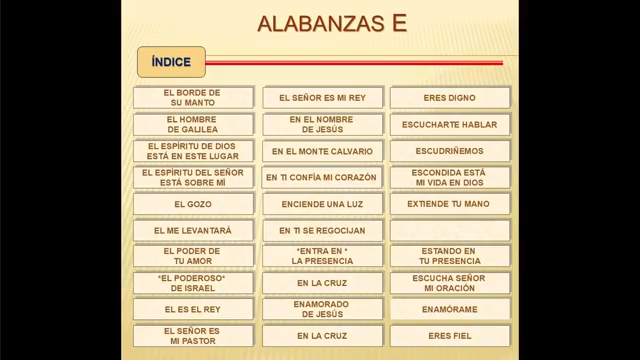 ALABANZAS E
ÍNDICE
EL BORDE DE
SU MANTO
EL SEÑOR ES MI REY
ERES DIGNO
EL HOMBRE
DE GALILEA
EN EL NOMBRE
DE JESÚS
ESCUCHARTE HABLAR
EL ESPÍRITU DE DIOS
ESTÁ EN ESTE LUGAR
EN EL MONTE CALVARIO
ESCUDRIÑEMOS
EL ESPÍRITU DEL SEÑOR
ESTÁ SOBRE MÍ
EN TI CONFÍA MI CORAZÓN
ESCONDIDA ESTÁ
MI VIDA EN DIOS
EL GOZO
ENCIENDE UNA LUZ
EXTIENDE TU MANO
EL ME LEVANTARÁ
EN TI SE REGOCIJAN
EL PODER DE
TU AMOR
*ENTRA EN *
LA PRESENCIA
ESTANDO EN
TU PRESENCIA
*EL PODEROSO*
DE ISRAEL
EN LA CRUZ
ESCUCHA SEÑOR
MI ORACIÓN
EL ES EL REY
ENAMORADO
DE JESÚS
ENAMÓRAME
EL SEÑOR ES
MI PASTOR
EN LA CRUZ
ERES FIEL